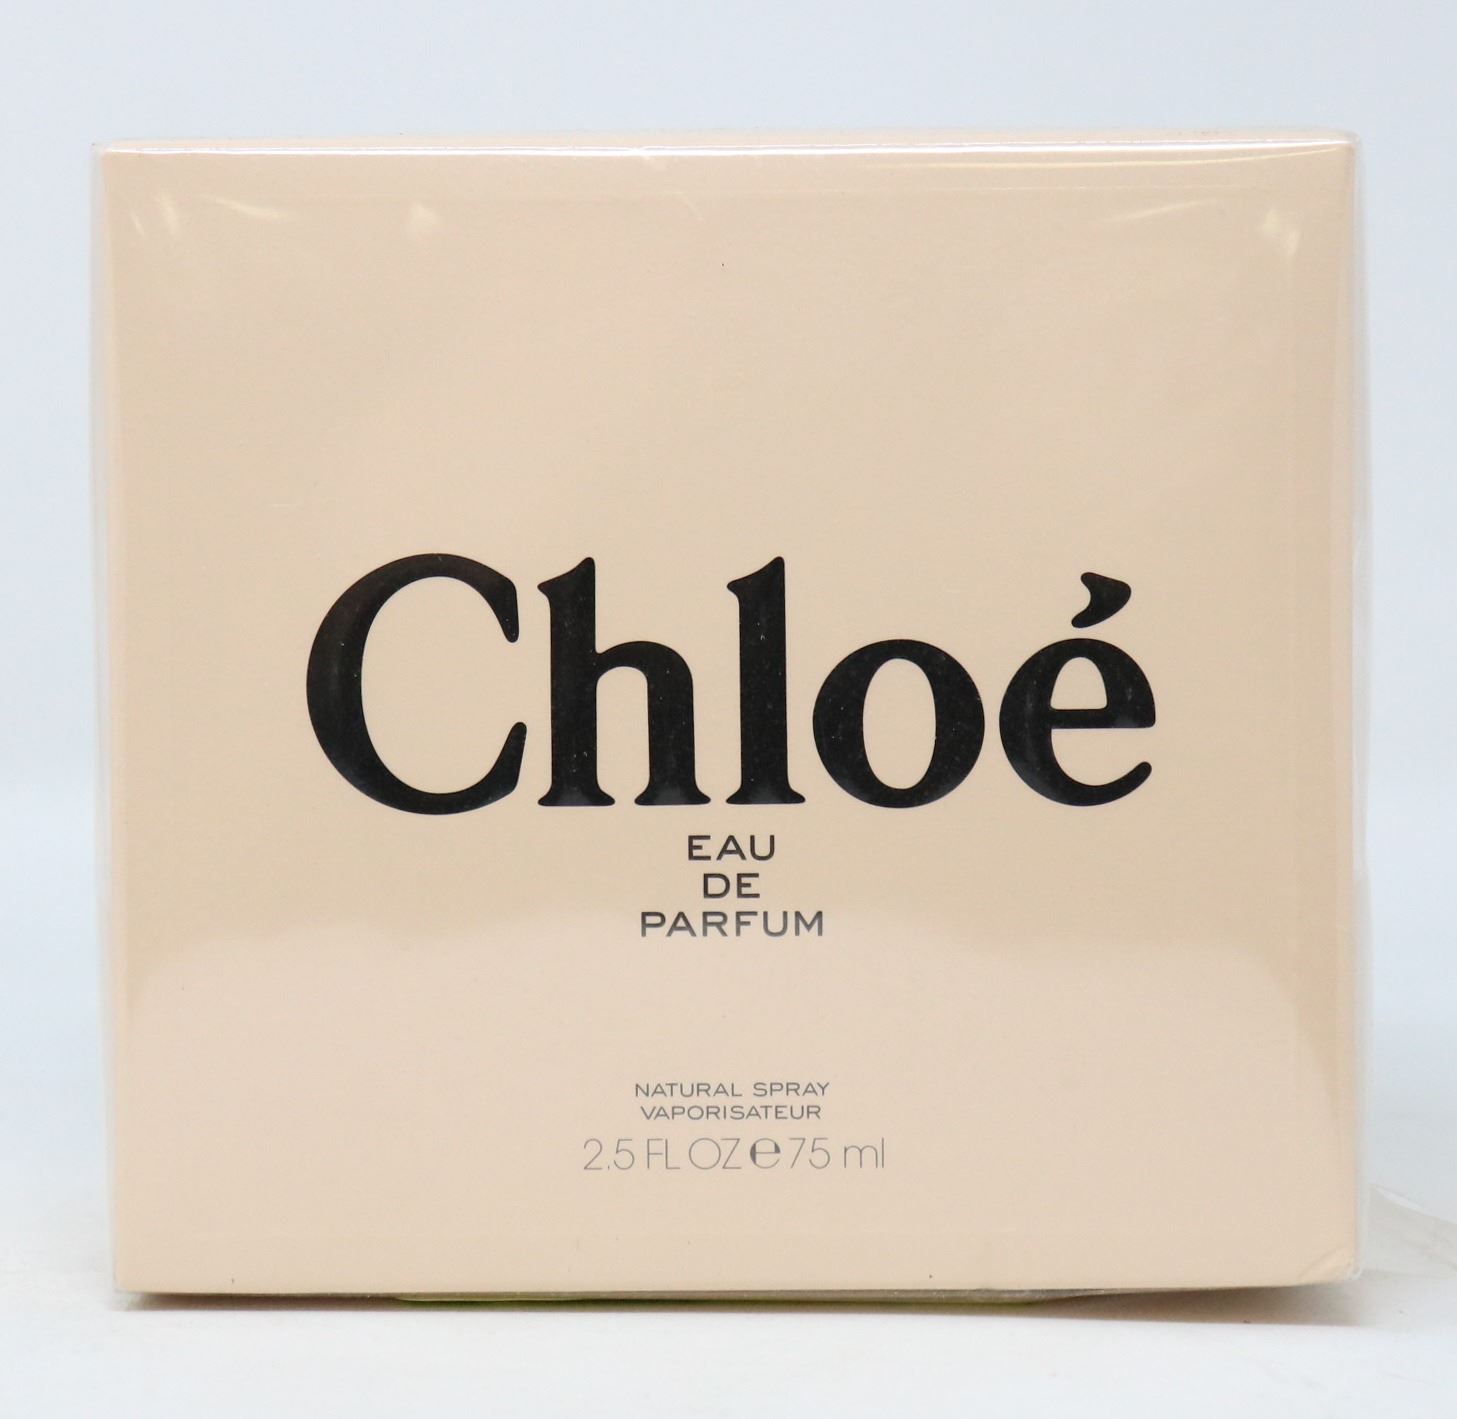 Chloé
EAU
DE
PARFUM
NATURAL SPRAY
VAPORISATEUR
2.5 FL OZ ℮ 75 ml